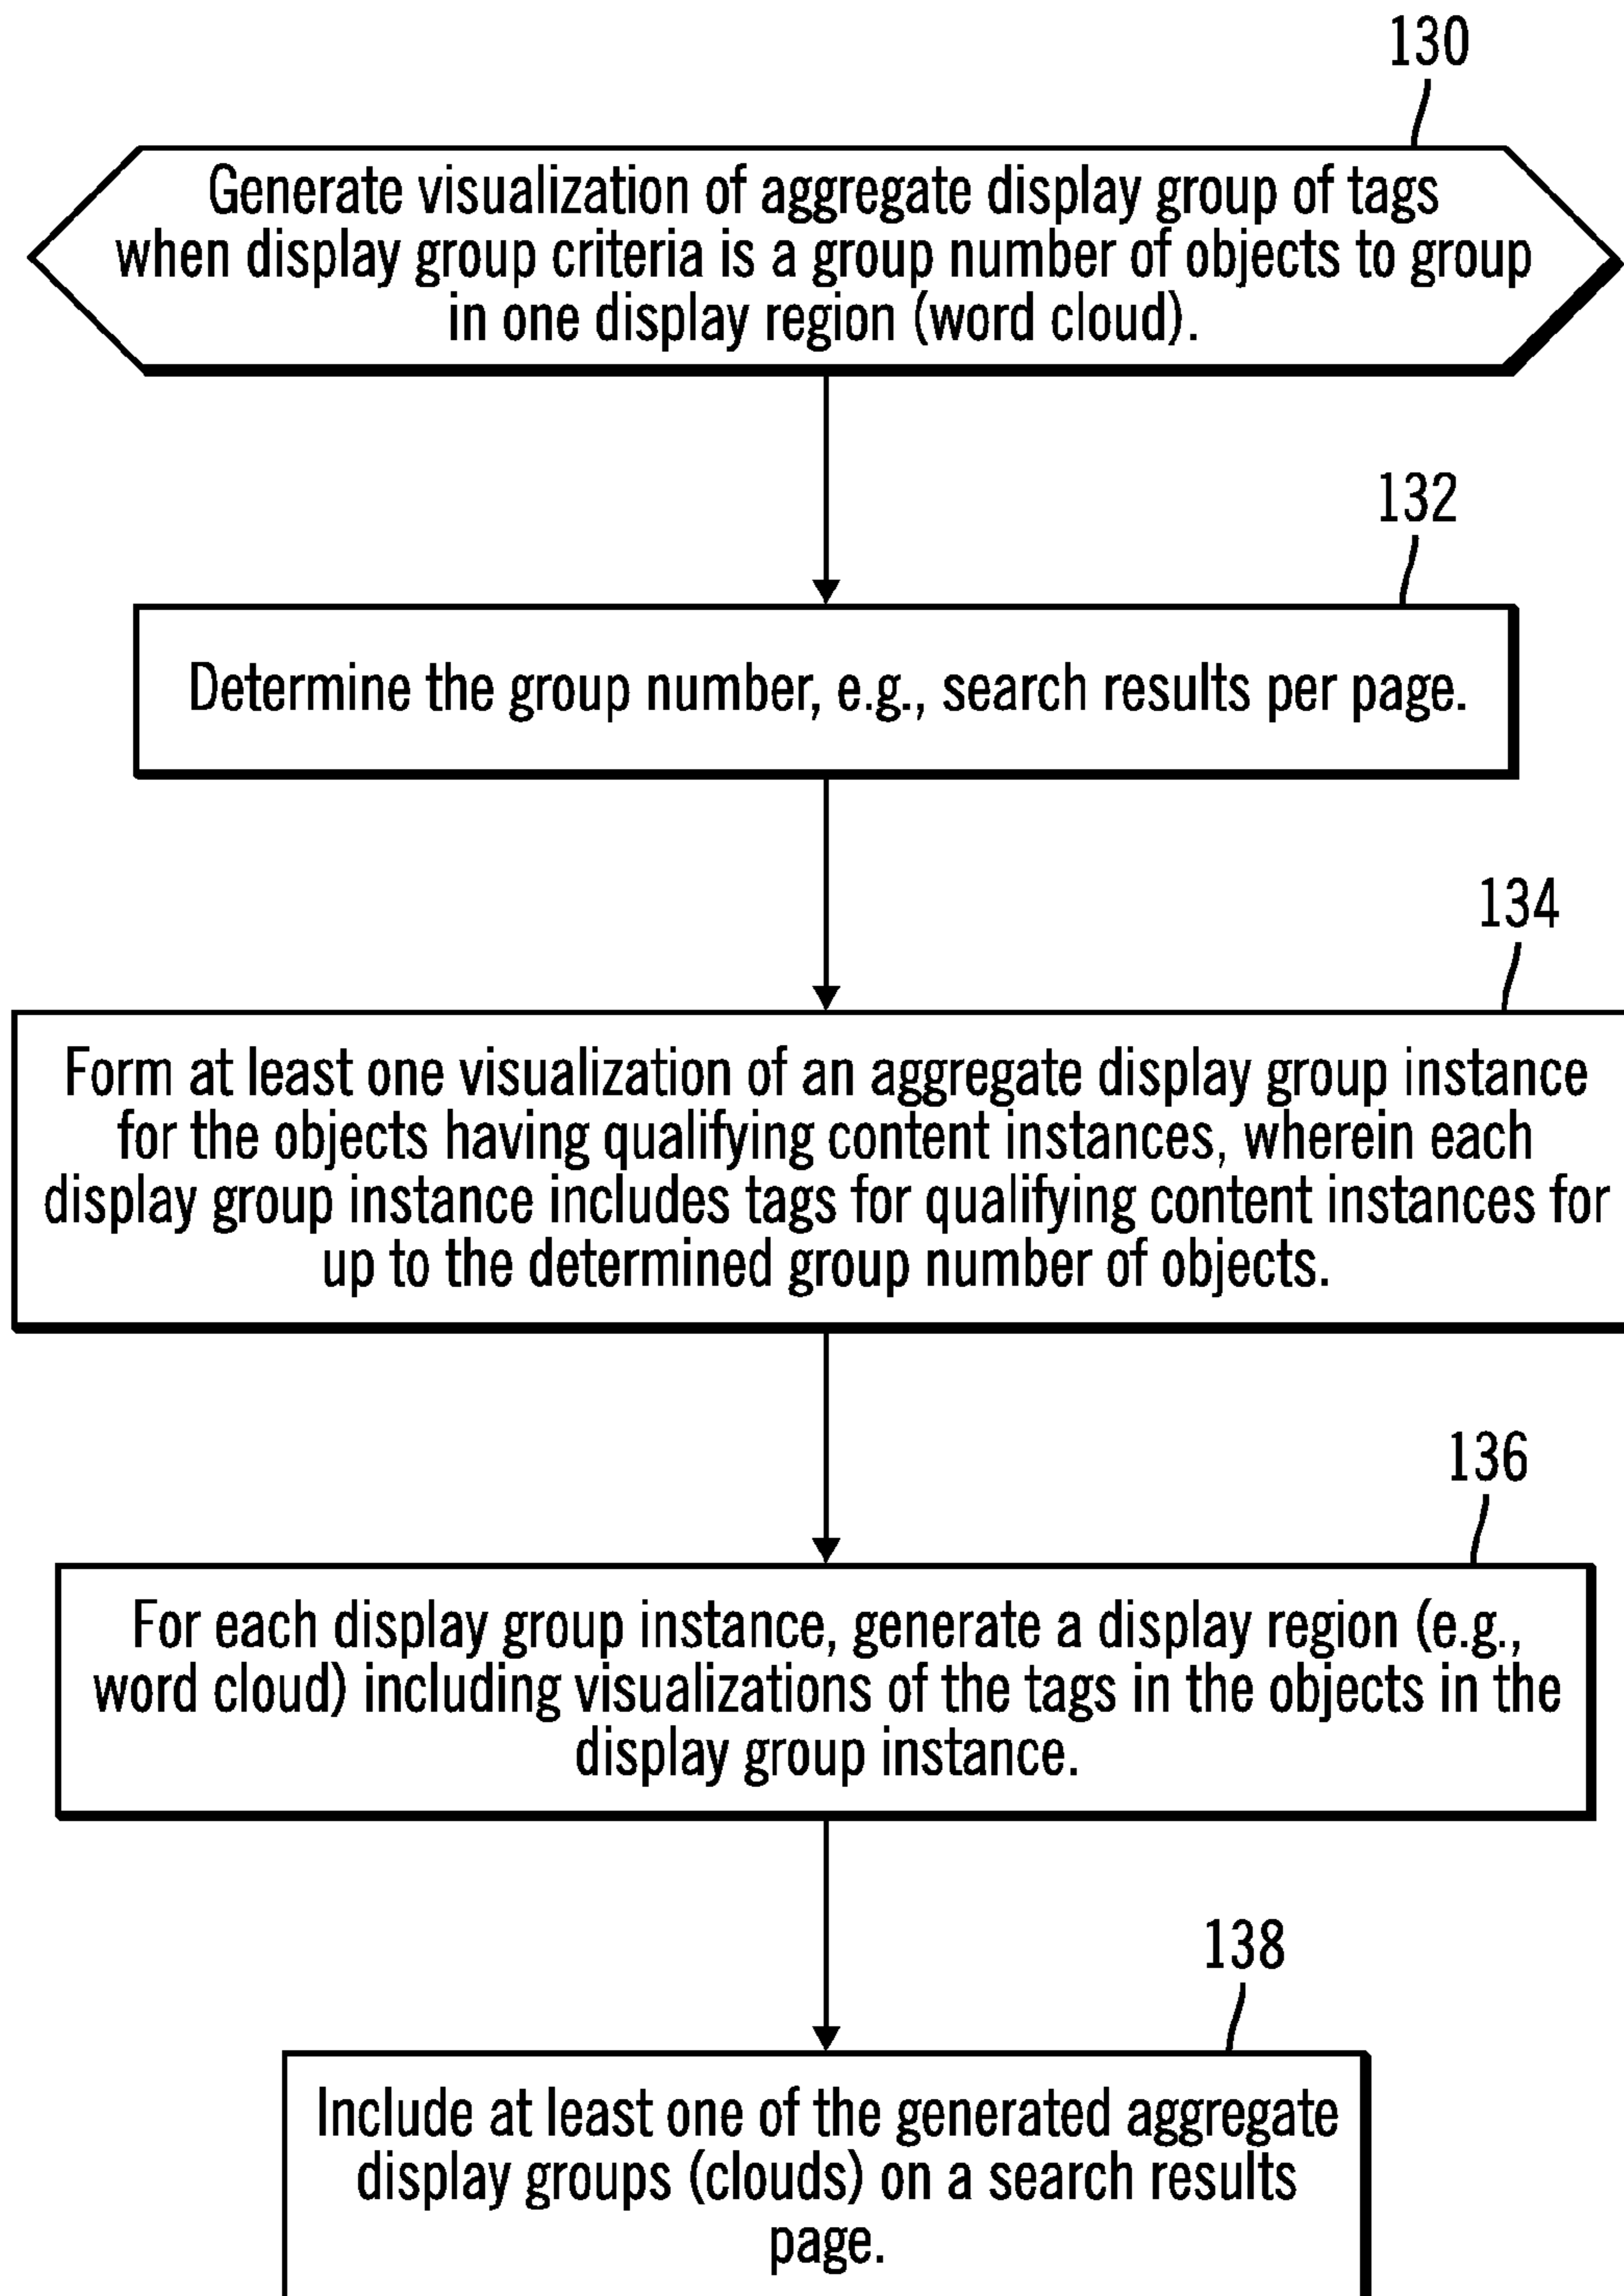 130
Generate visualization of aggregate display group of tags
when display group criteria is a group number of objects to group
in one display region (word cloud).
132
Determine the group number, e.g., search results per page.
134
Form at least one visualization of an aggregate display group instance
for the objects having qualifying content instances, wherein each
display group instance includes tags for qualifying content instances for
up to the determined group number of objects.
136
For each display group instance, generate a display region (e.g.,
word cloud) including visualizations of the tags in the objects in the
display group instance.
138
Include at least one of the generated aggregate
display groups (clouds) on a search results
page.